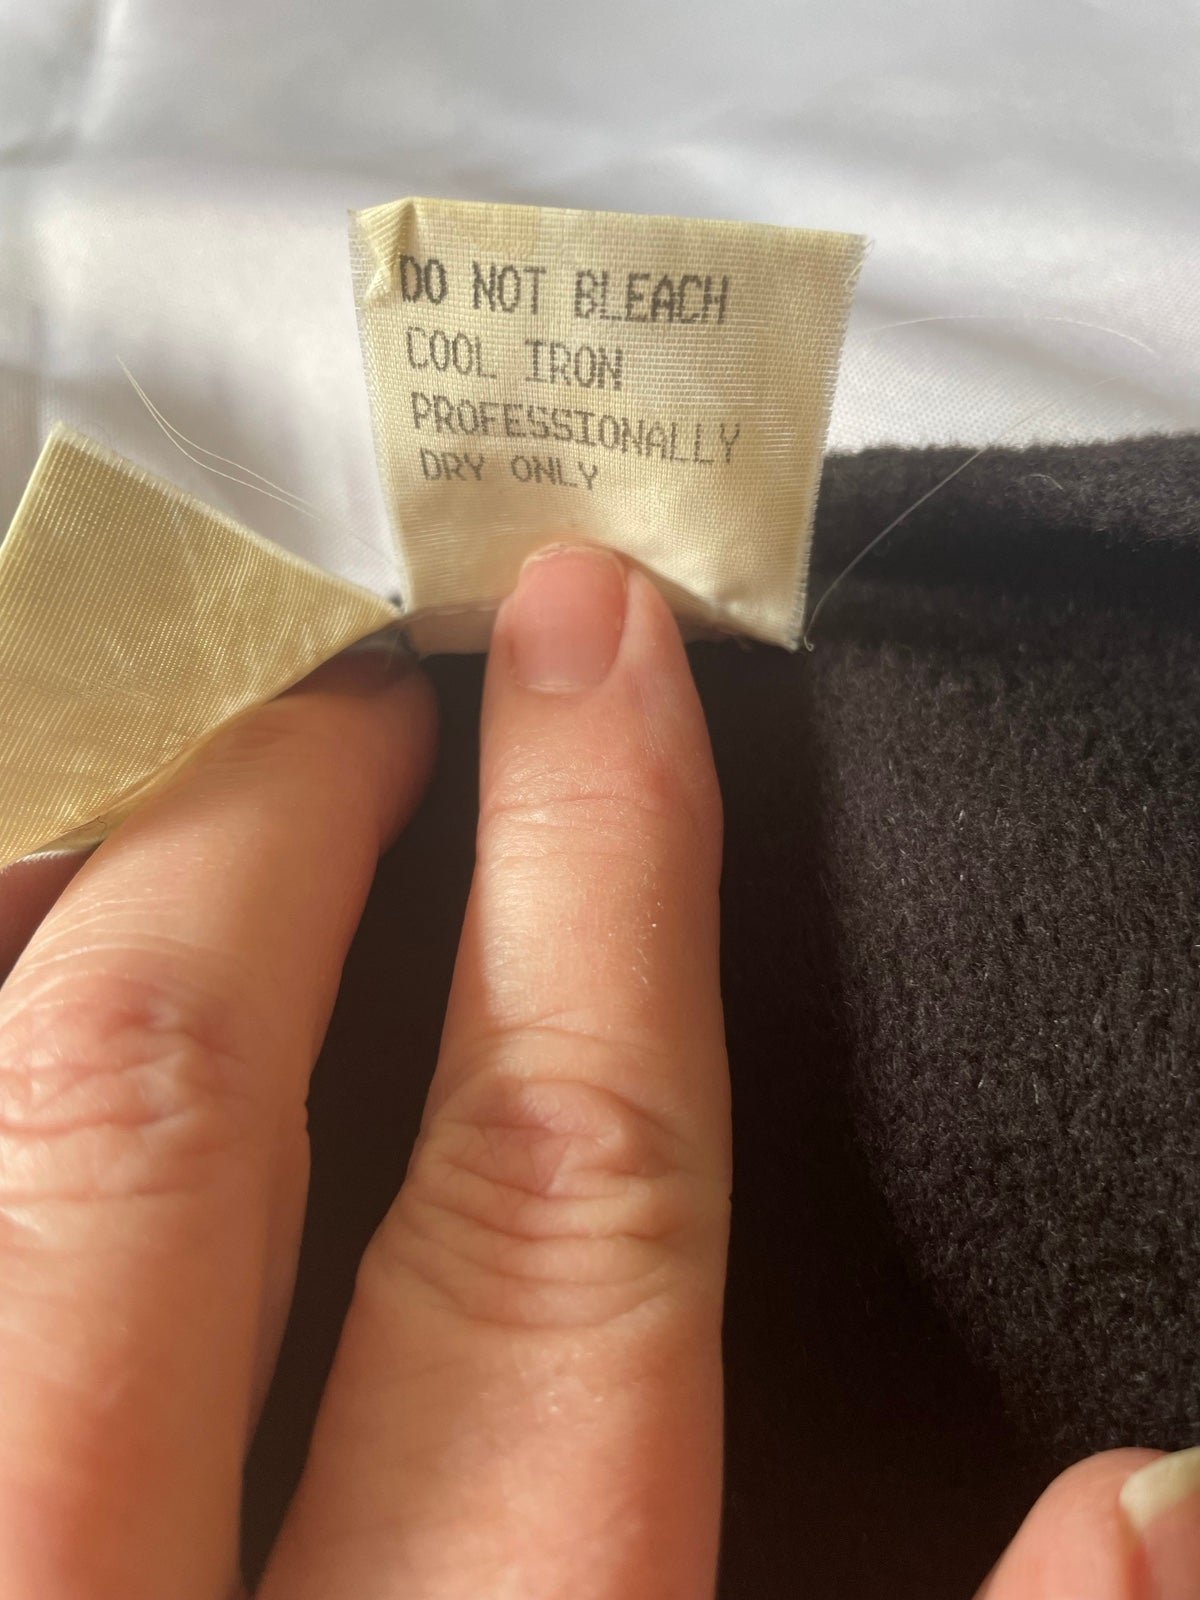 DO NOT BLEACH
COOL IRON
PROFESSIONALLY
DRY ONLY